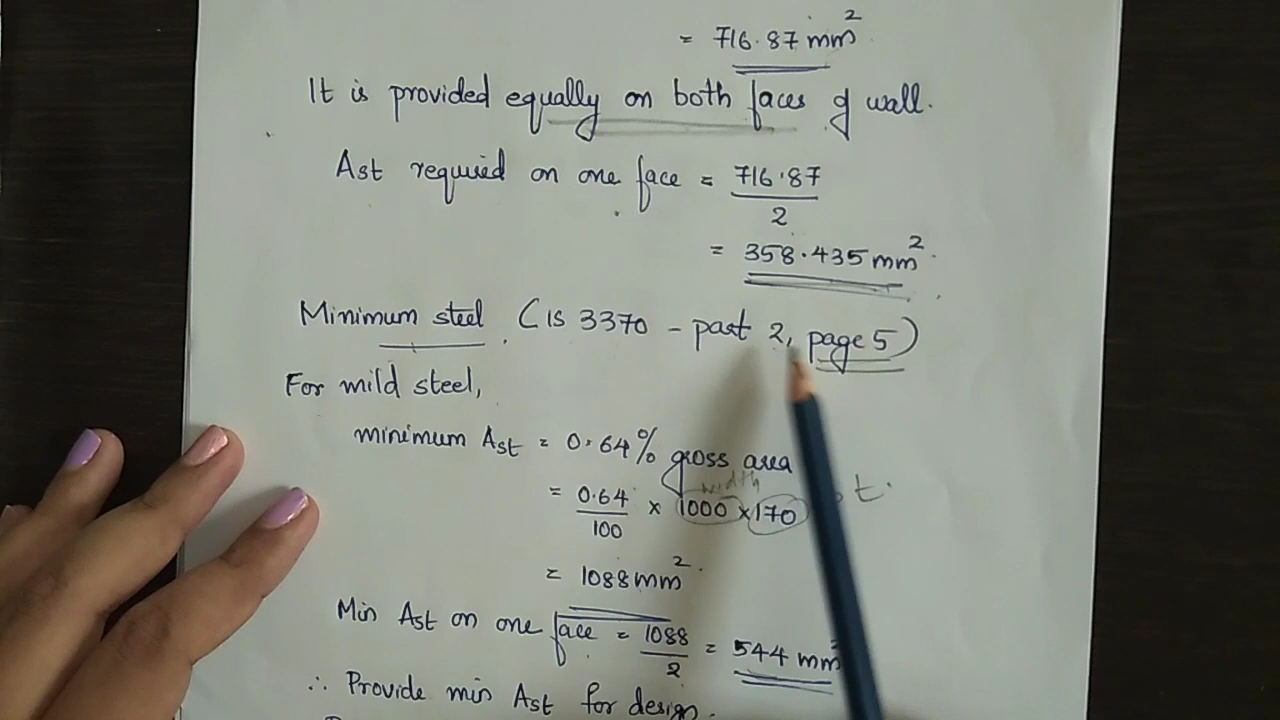 = 716.87 mm²
It is provided equally on both faces of wall.
Ast required on one face = 716.87
2
= 358.435 mm²
Minimum steel (IS 3370 - part 2, page 5)
For mild steel,
minimum Ast = 0.64% gross area
width
= 0.64 / 100 × 1000 × 170 t.
= 1088 mm²
Min Ast on one face = 1088 / 2 = 544 mm²
∴ Provide min Ast for design.